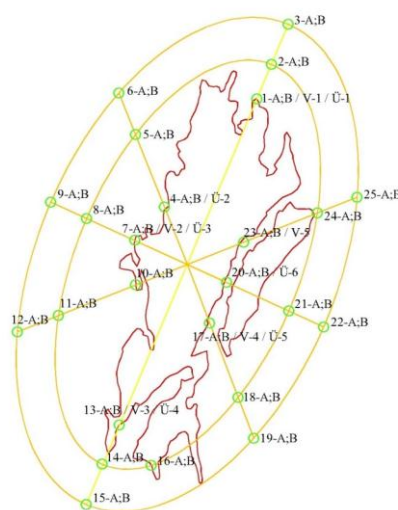 3-A;B
2-A;B
6-A;B
1-A;B / V-1 / Ü-1
5-A;B
9-A;B
4-A;B / Ü-2
25-A;B
8-A;B
24-A;B
7-A;B / V-2 / Ü-3
23-A;B / V-5
10-A;B
20-A;B / Ü-6
11-A;B
21-A;B
12-A;B
22-A;B
17-A;B / V-4 / Ü-5
18-A;B
13-A;B / V-3 / Ü-4
19-A;B
14-A;B
16-A;B
15-A;B